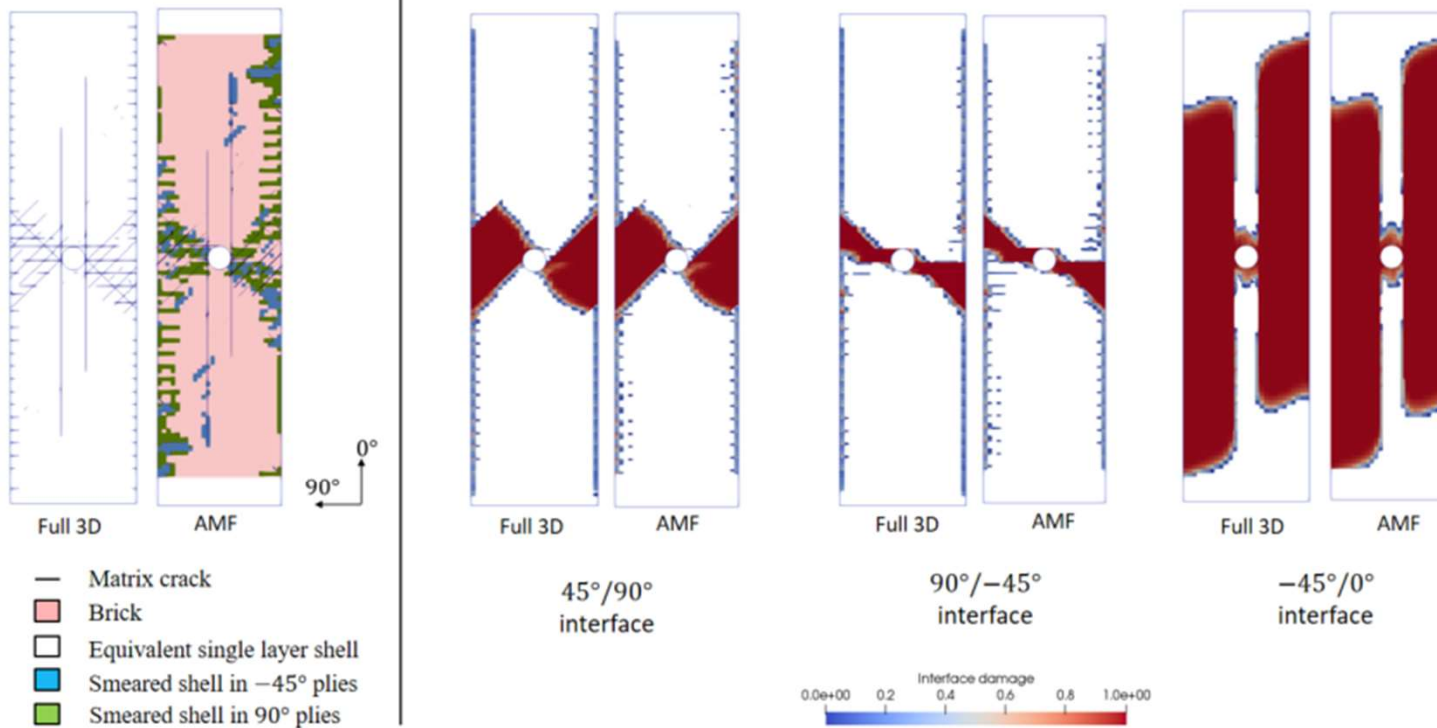 0°
90°
Full 3D
AMF
Matrix crack
Brick
Equivalent single layer shell
Smeared shell in −45° plies
Smeared shell in 90° plies
Full 3D
AMF
45°/90°
interface
Full 3D
AMF
90°/−45°
interface
Full 3D
AMF
−45°/0°
interface
Interface damage
0.0e+00 0.2 0.4 0.6 0.8 1.0e+00